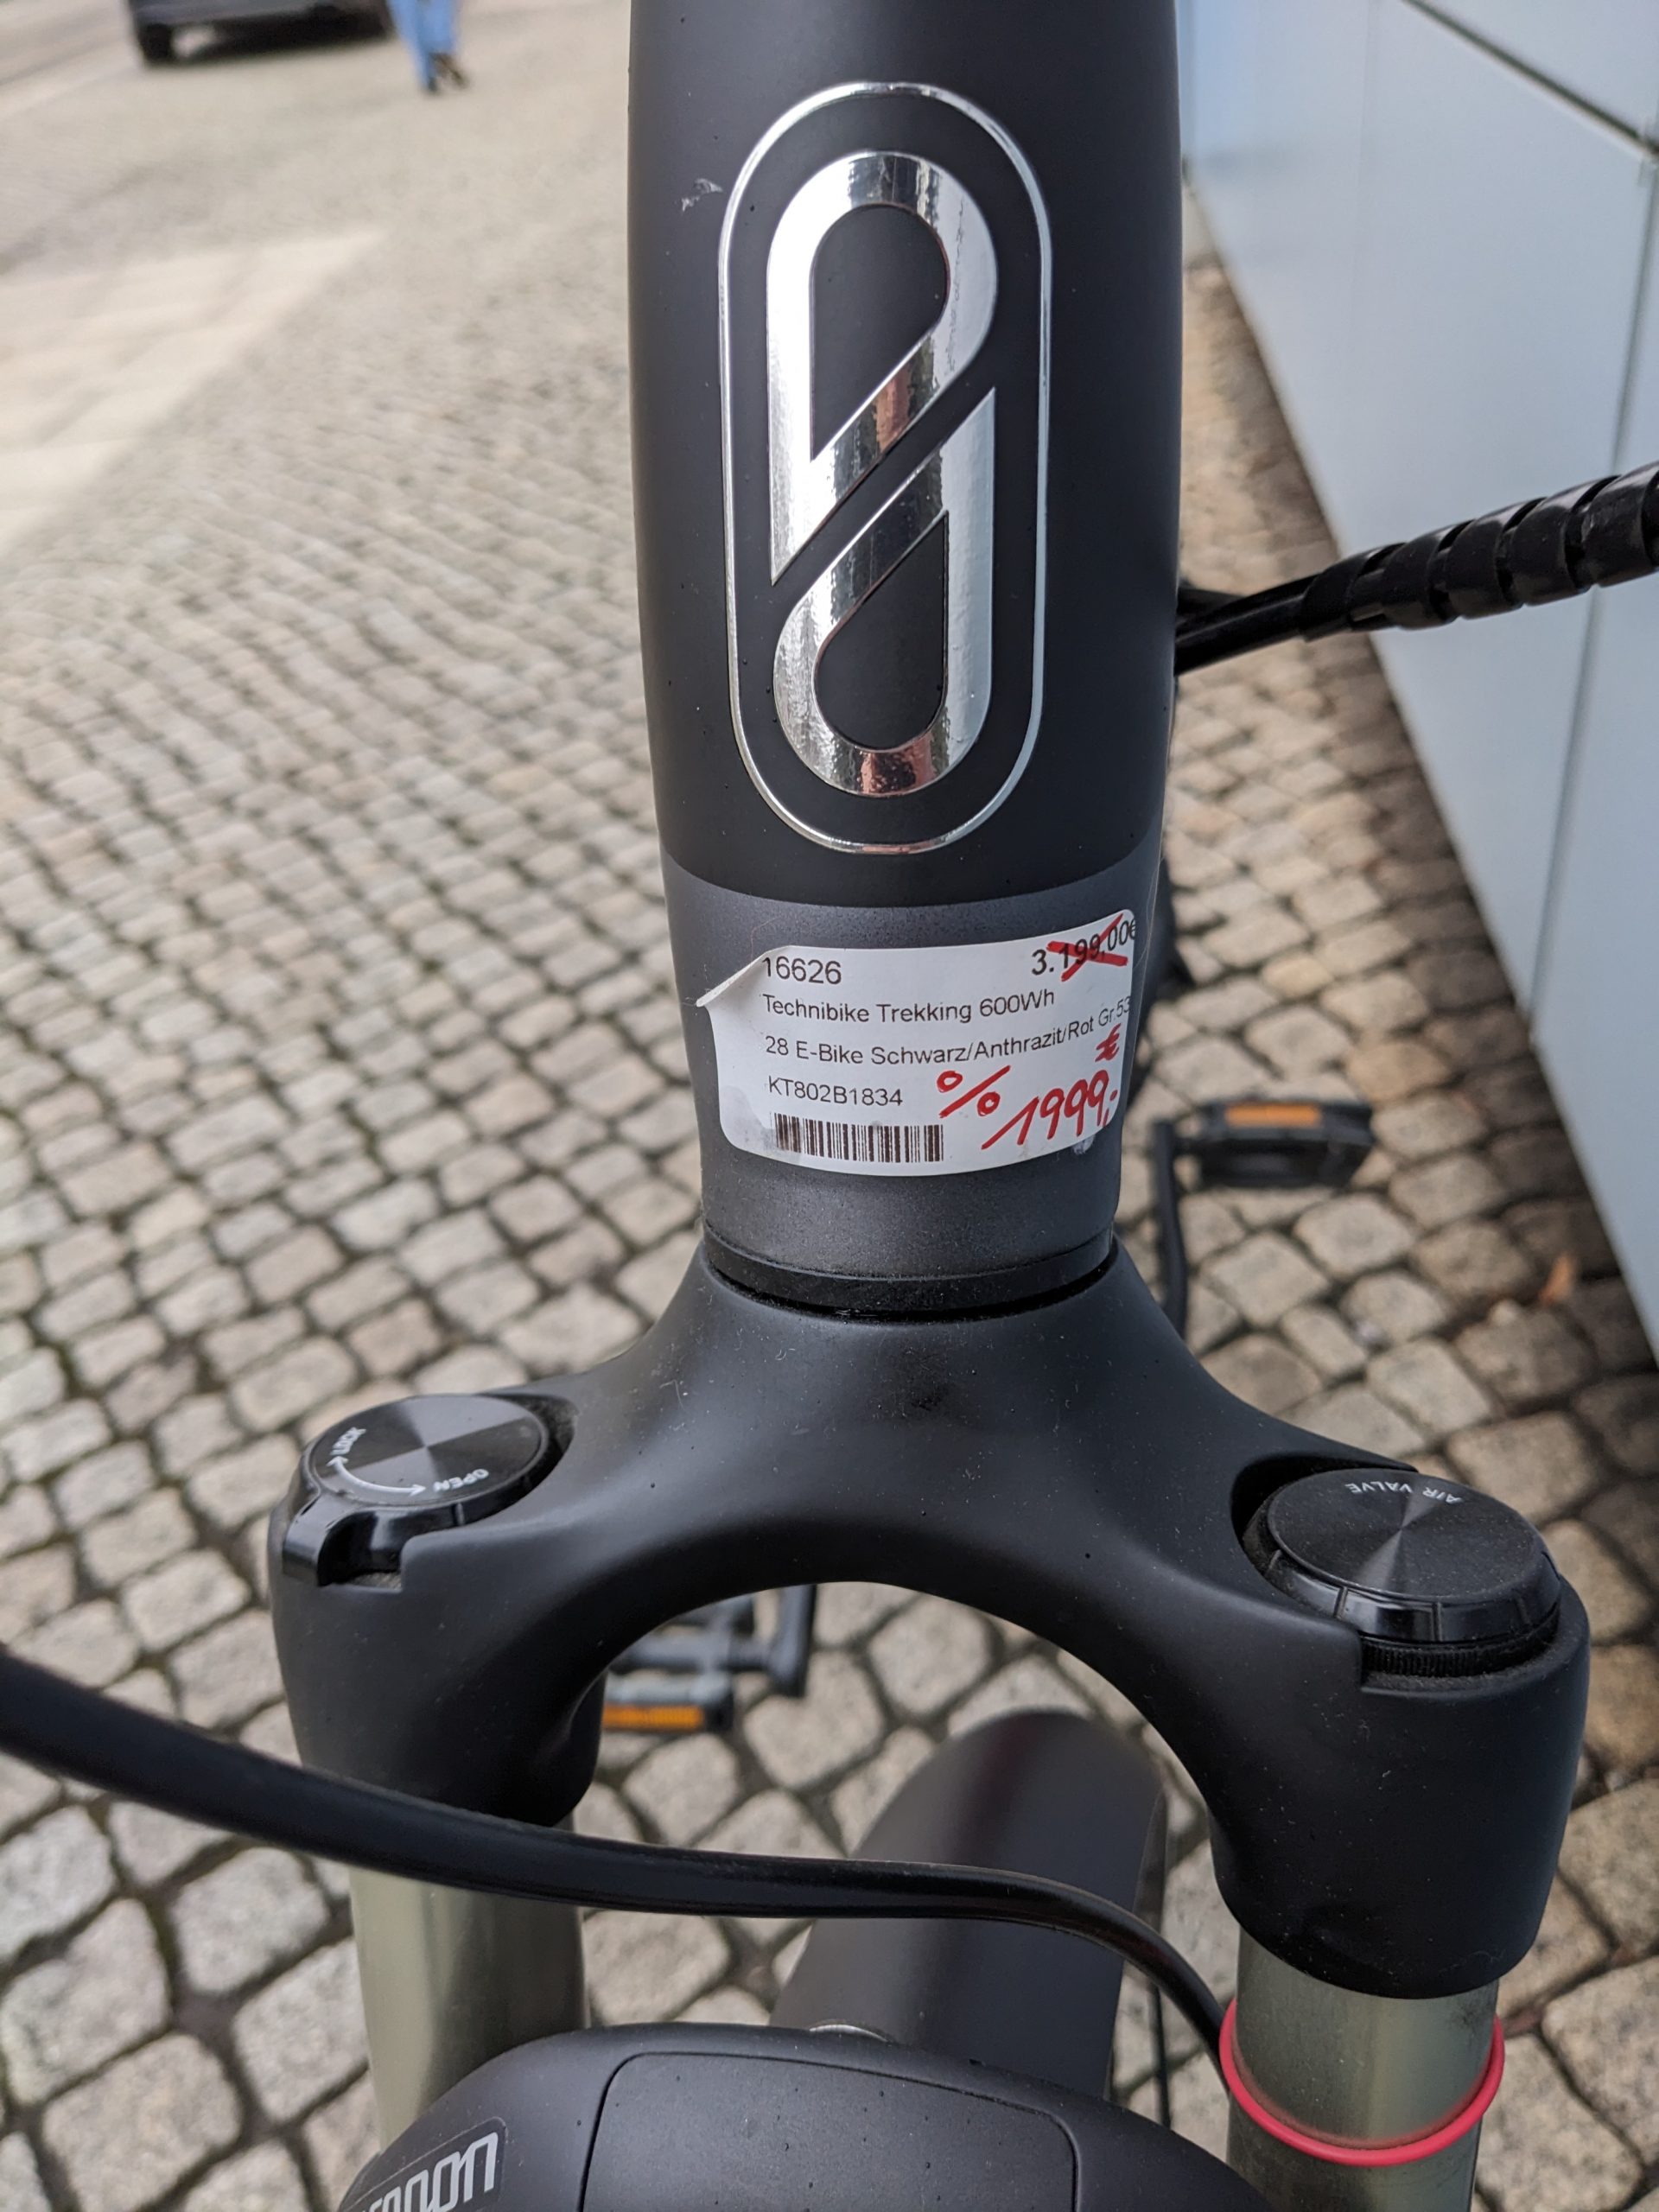 16626 3.199,00€
Technibike Trekking 600Wh
28 E-Bike Schwarz/Anthrazit/Rot Gr.53
€
KT802B1834 % 1999,-
LOCK
OPEN
AIR VALVE